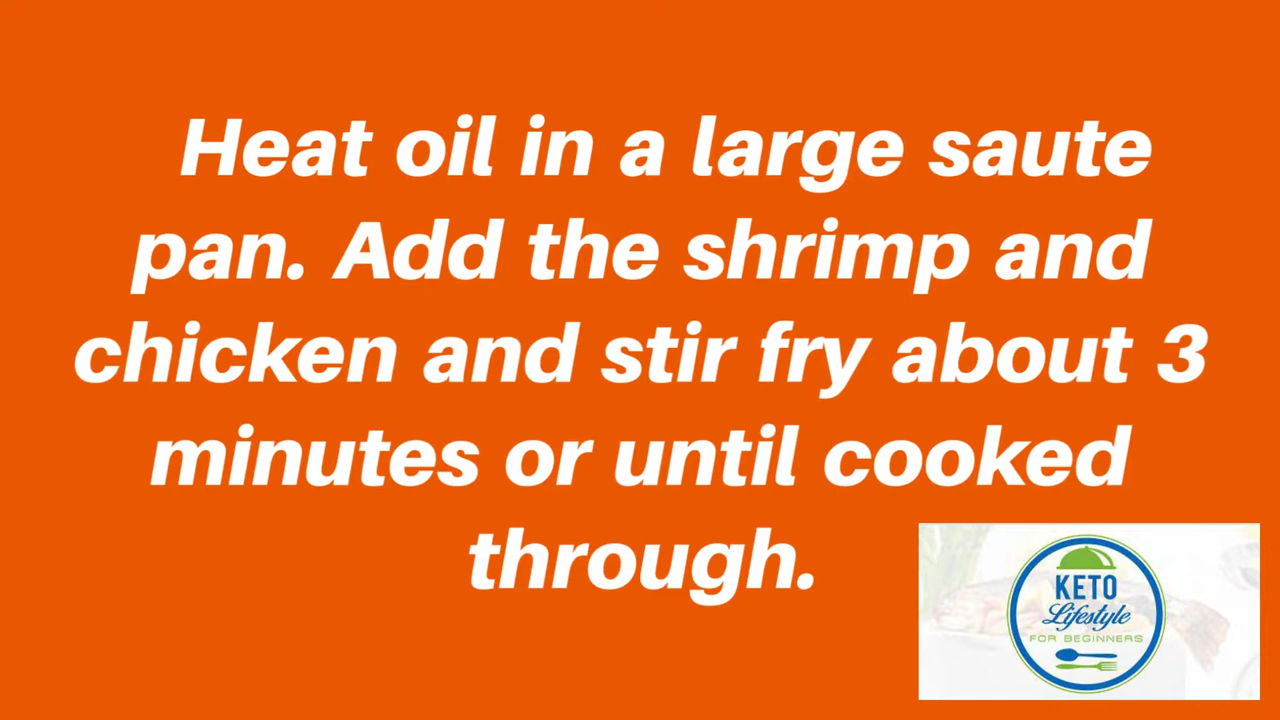 Heat oil in a large saute
pan. Add the shrimp and
chicken and stir fry about 3
minutes or until cooked
through.
KETO
Lifestyle
FOR BEGINNERS